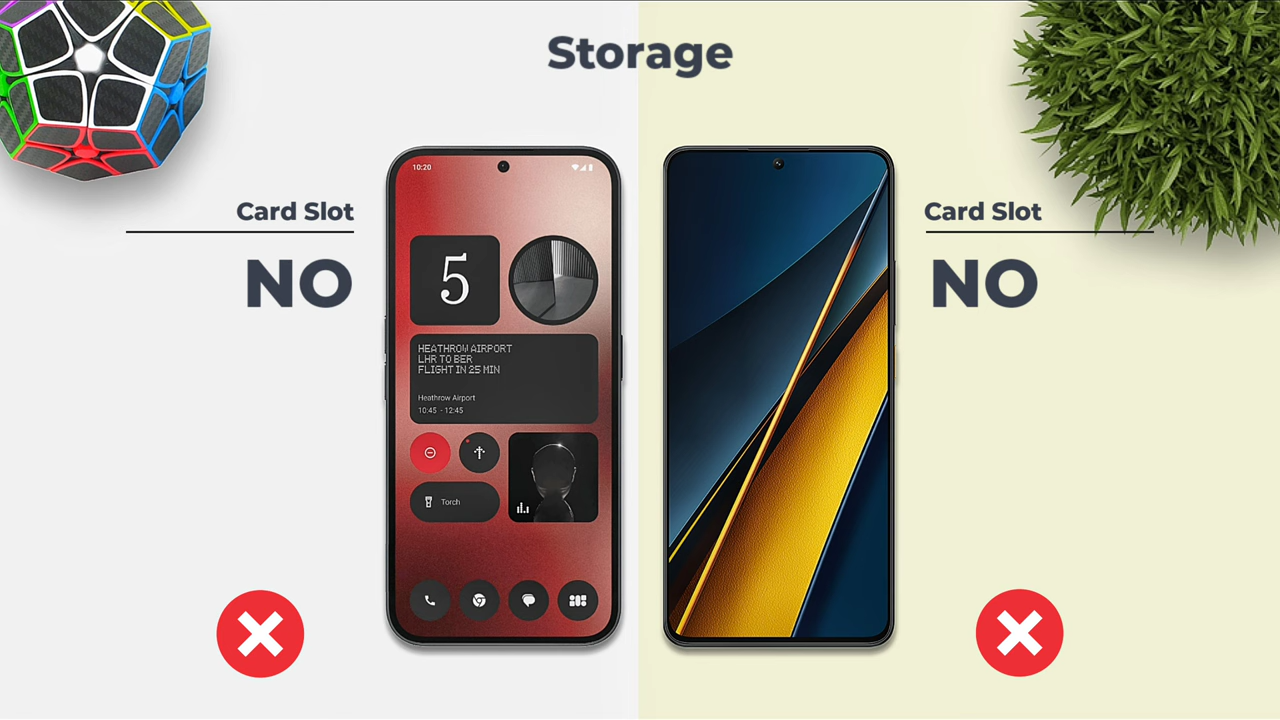 Storage
Card Slot
NO
10:20
5
HEATHROW AIRPORT
LHR TO BER
FLIGHT IN 25 MIN
Heathrow Airport
10:45 - 12:45
Torch
Card Slot
NO